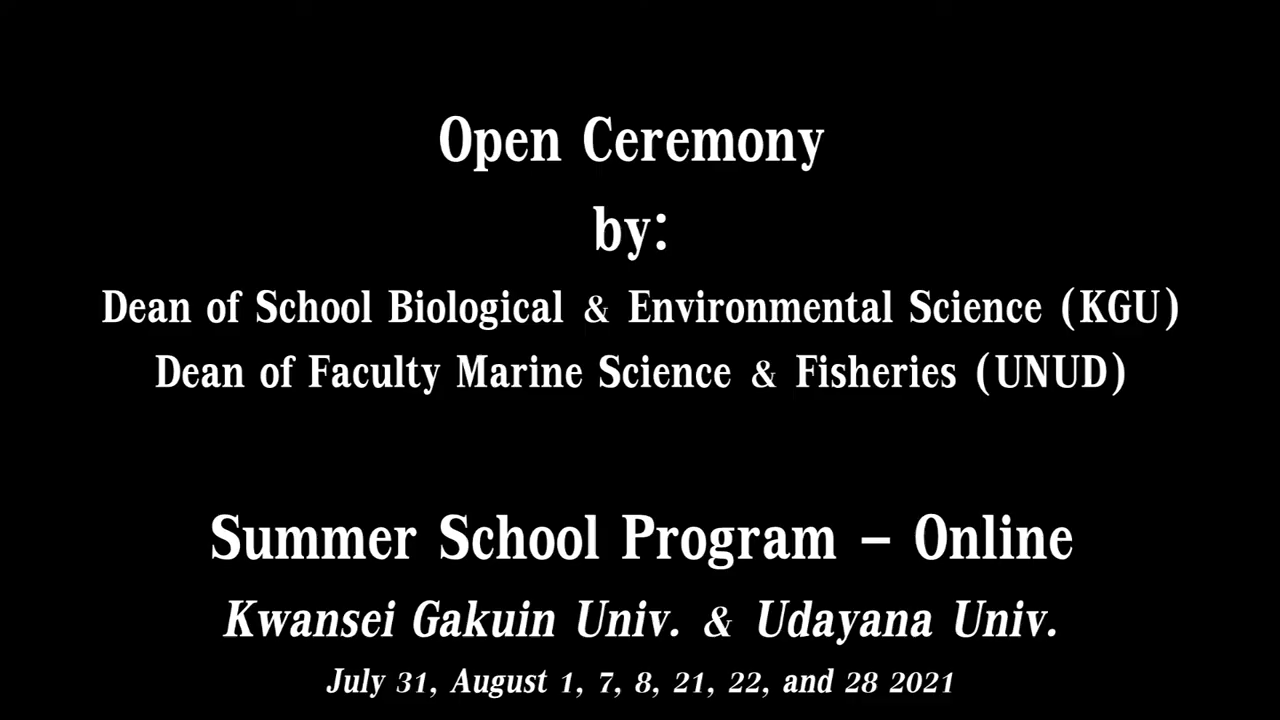 Open Ceremony
by:
Dean of School Biological & Environmental Science (KGU)
Dean of Faculty Marine Science & Fisheries (UNUD)
Summer School Program – Online
Kwansei Gakuin Univ. & Udayana Univ.
July 31, August 1, 7, 8, 21, 22, and 28 2021